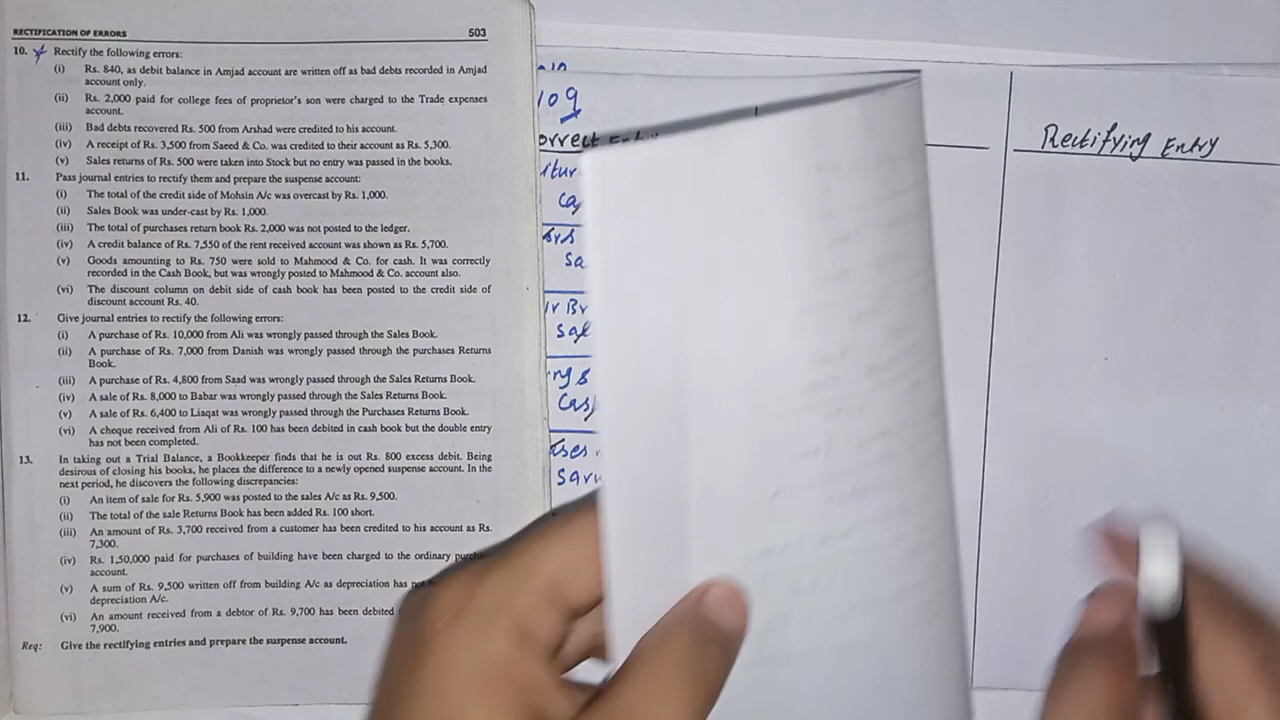 RECTIFICATION OF ERRORS 503
10. Rectify the following errors:
(i) Rs. 840, as debit balance in Amjad account are written off as bad debts recorded in Amjad
account only.
(ii) Rs. 2,000 paid for college fees of proprietor's son were charged to the Trade expenses
account.
(iii) Bad debts recovered Rs. 500 from Arshad were credited to his account.
(iv) A receipt of Rs. 3,500 from Saeed & Co. was credited to their account as Rs. 5,300.
(v) Sales returns of Rs. 500 were taken into Stock but no entry was passed in the books.
11. Pass journal entries to rectify them and prepare the suspense account:
(i) The total of the credit side of Mohsin A/c was overcast by Rs. 1,000.
(ii) Sales Book was under-cast by Rs. 1,000.
(iii) The total of purchases return book Rs. 2,000 was not posted to the ledger.
(iv) A credit balance of Rs. 7,550 of the rent received account was shown as Rs. 5,700.
(v) Goods amounting to Rs. 750 were sold to Mahmood & Co. for cash. It was correctly
recorded in the Cash Book, but was wrongly posted to Mahmood & Co. account also.
(vi) The discount column on debit side of cash book has been posted to the credit side of
discount account Rs. 40.
12. Give journal entries to rectify the following errors:
(i) A purchase of Rs. 10,000 from Ali was wrongly passed through the Sales Book.
(ii) A purchase of Rs. 7,000 from Danish was wrongly passed through the purchases Returns
Book.
(iii) A purchase of Rs. 4,800 from Saad was wrongly passed through the Sales Returns Book.
(iv) A sale of Rs. 8,000 to Babar was wrongly passed through the Sales Returns Book.
(v) A sale of Rs. 6,400 to Liaqat was wrongly passed through the Purchases Returns Book.
(vi) A cheque received from Ali of Rs. 100 has been debited in cash book but the double entry
has not been completed.
13. In taking out a Trial Balance, a Bookkeeper finds that he is out Rs. 800 excess debit. Being
desirous of closing his books, he places the difference to a newly opened suspense account. In the
next period, he discovers the following discrepancies:
(i) An item of sale for Rs. 5,900 was posted to the sales A/c as Rs. 9,500.
(ii) The total of the sale Returns Book has been added Rs. 100 short.
(iii) An amount of Rs. 3,700 received from a customer has been credited to his account as Rs.
7,300.
(iv) Rs. 1,50,000 paid for purchases of building have been charged to the ordinary
account.
(v) A sum of Rs. 9,500 written off from building A/c as depreciation has
depreciation A/c.
(vi) An amount received from a debtor of Rs. 9,700 has been debited
7,900.
Req: Give the rectifying entries and prepare the suspense account.
Rectifying Entry